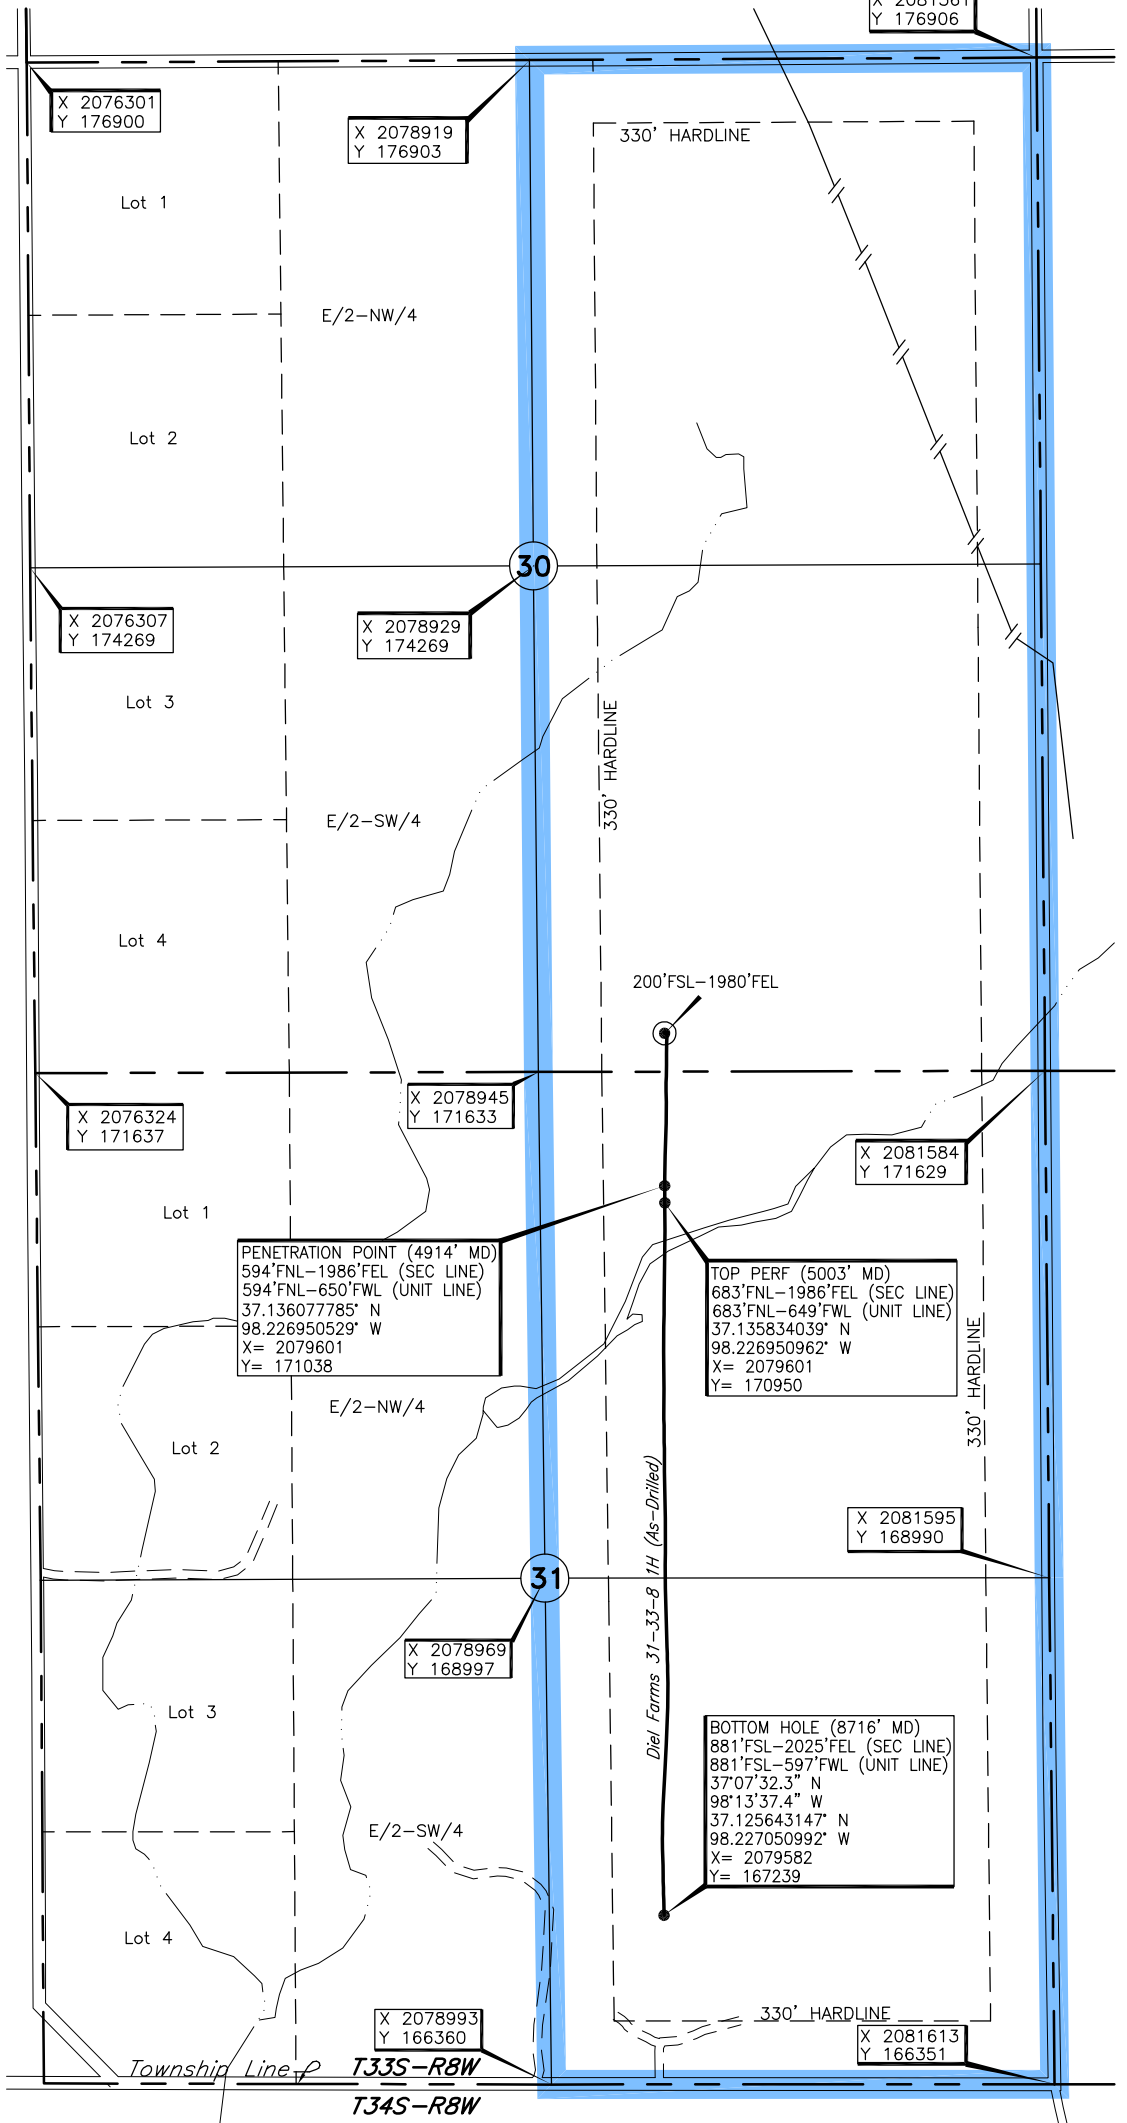 X 2081561
Y 176906
X 2076301
Y 176900
X 2078919
Y 176903
330' HARDLINE
Lot 1
E/2-NW/4
Lot 2
30
X 2076307
Y 174269
X 2078929
Y 174269
Lot 3
330' HARDLINE
E/2-SW/4
Lot 4
200'FSL-1980'FEL
X 2078945
Y 171633
X 2076324
Y 171637
X 2081584
Y 171629
Lot 1
PENETRATION POINT (4914' MD)
594'FNL-1986'FEL (SEC LINE)
594'FNL-650'FWL (UNIT LINE)
37.136077785° N
98.226950529° W
X= 2079601
Y= 171038
TOP PERF (5003' MD)
683'FNL-1986'FEL (SEC LINE)
683'FNL-649'FWL (UNIT LINE)
37.135834039° N
98.226950962° W
X= 2079601
Y= 170950
330' HARDLINE
E/2-NW/4
Lot 2
Diel Farms 31-33-8 1H (As-Drilled)
X 2081595
Y 168990
31
X 2078969
Y 168997
Lot 3
BOTTOM HOLE (8716' MD)
881'FSL-2025'FEL (SEC LINE)
881'FSL-597'FWL (UNIT LINE)
37°07'32.3" N
98°13'37.4" W
37.125643147° N
98.227050992° W
X= 2079582
Y= 167239
E/2-SW/4
Lot 4
330' HARDLINE
X 2078993
Y 166360
X 2081613
Y 166351
Township Line
T33S-R8W
T34S-R8W